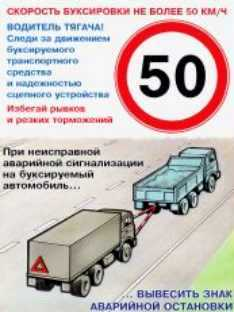 СКОРОСТЬ БУКСИРОВКИ НЕ БОЛЕЕ 50 КМ/Ч
ВОДИТЕЛЬ ТЯГАЧА!
Следи за движением
буксируемого
транспортного
средства
и надежностью
сцепного устройства
Избегай рывков
и резких торможений
50
При неисправной
аварийной сигнализации
на буксируемый
автомобиль...
... ВЫВЕСИТЬ ЗНАК
АВАРИЙНОЙ ОСТАНОВКИ